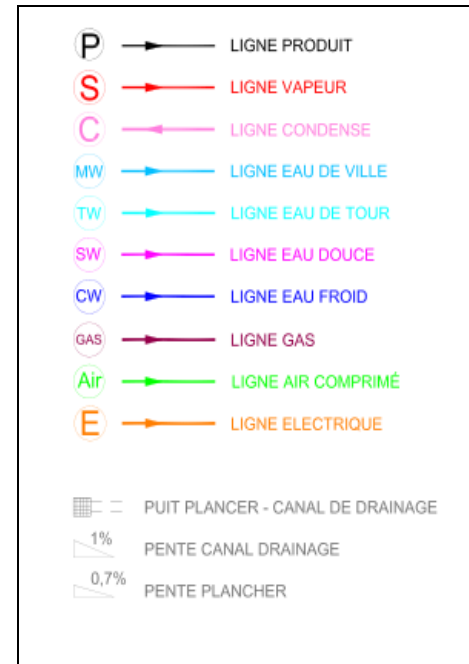 P LIGNE PRODUIT
S LIGNE VAPEUR
C LIGNE CONDENSE
MW LIGNE EAU DE VILLE
TW LIGNE EAU DE TOUR
SW LIGNE EAU DOUCE
CW LIGNE EAU FROID
GAS LIGNE GAS
Air LIGNE AIR COMPRIMÉ
E LIGNE ELECTRIQUE
PUIT PLANCER - CANAL DE DRAINAGE
1% PENTE CANAL DRAINAGE
0,7% PENTE PLANCHER